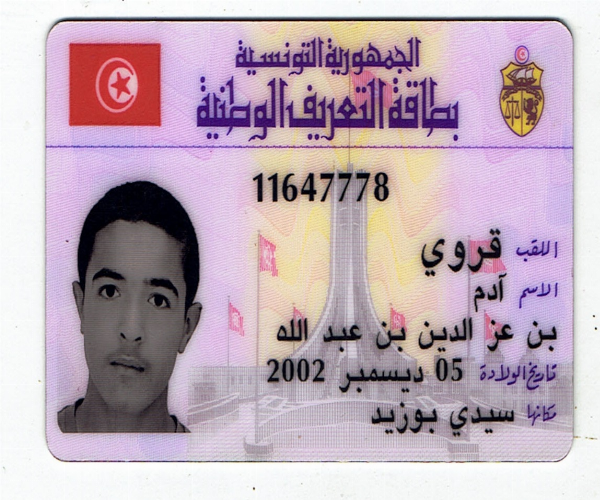 الجمهورية التونسية
بطاقة التعريف الوطنية
11647778
اللقب قروي
الاسم آدم
بن عز الدين بن عبد الله
تاريخ الولادة 05 ديسمبر 2002
مكانها سيدي بوزيد